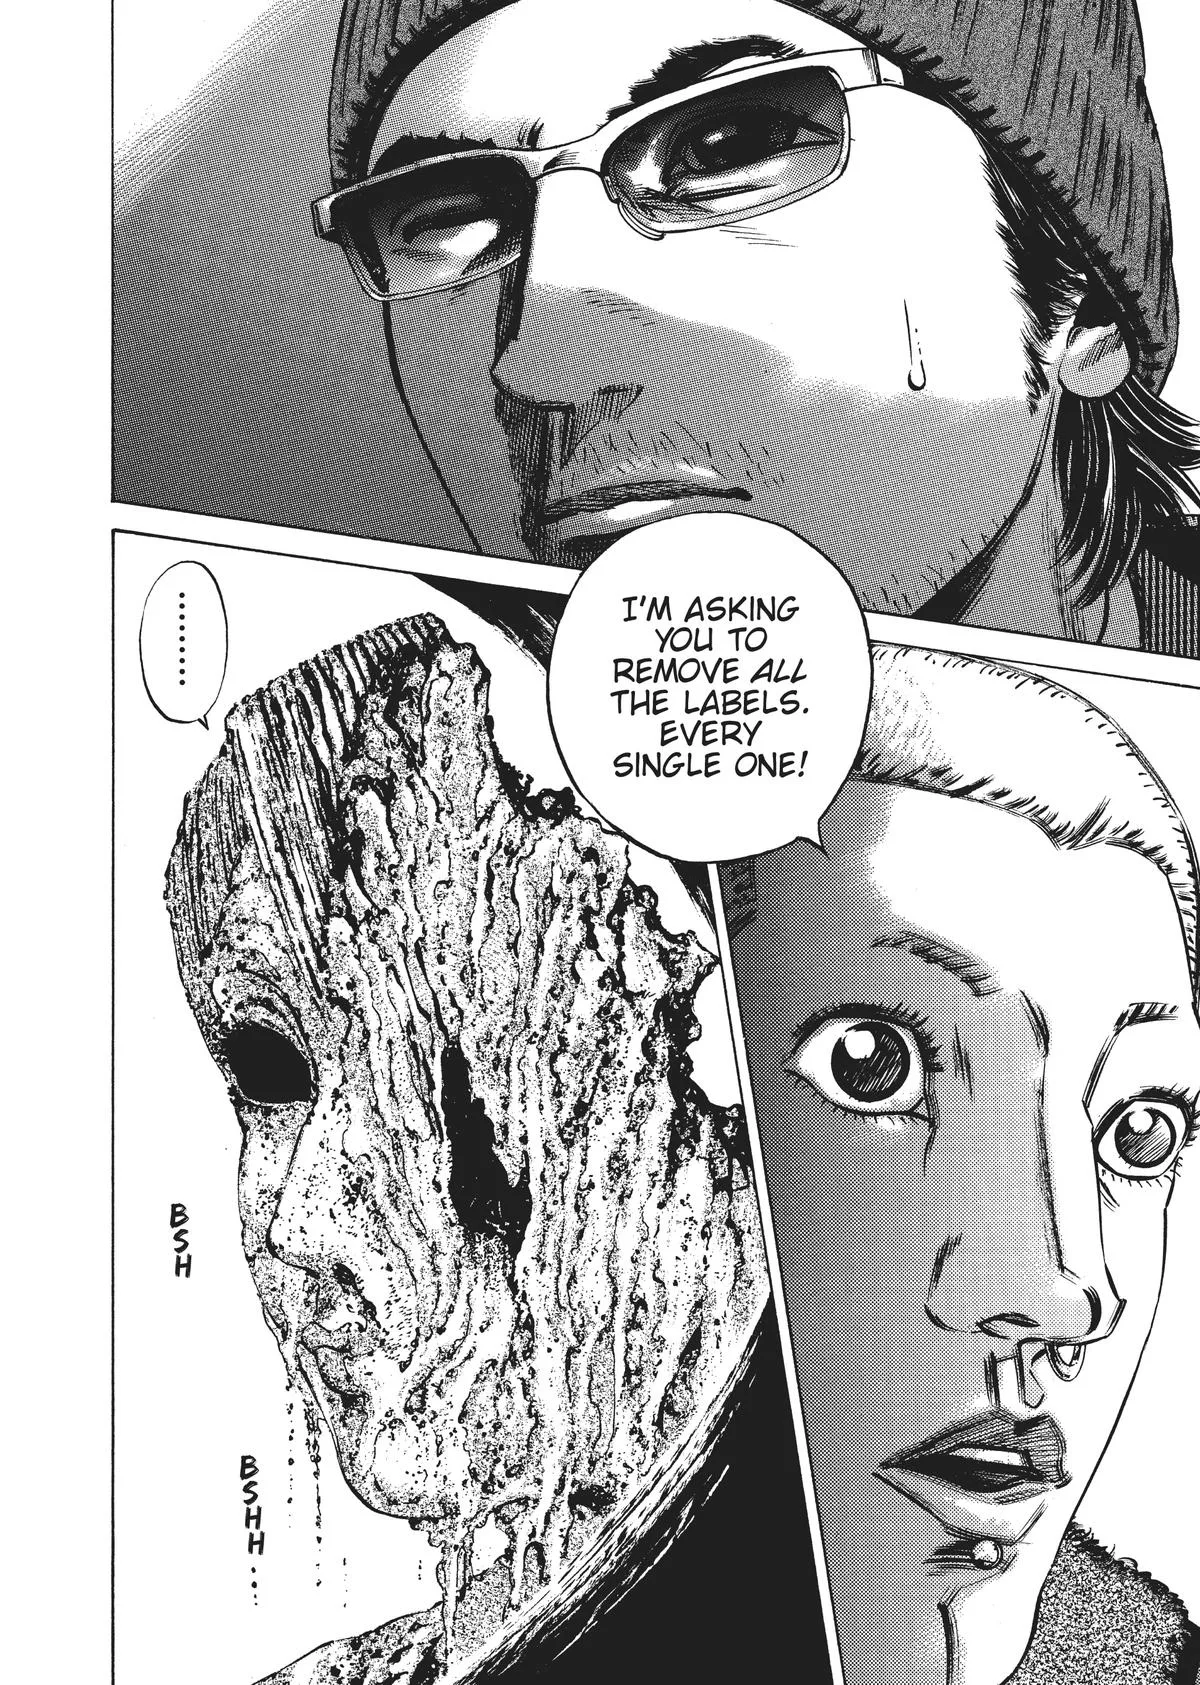 I'M ASKING
YOU TO
REMOVE ALL
THE LABELS.
EVERY
SINGLE ONE!
........
BSH
BSHH...